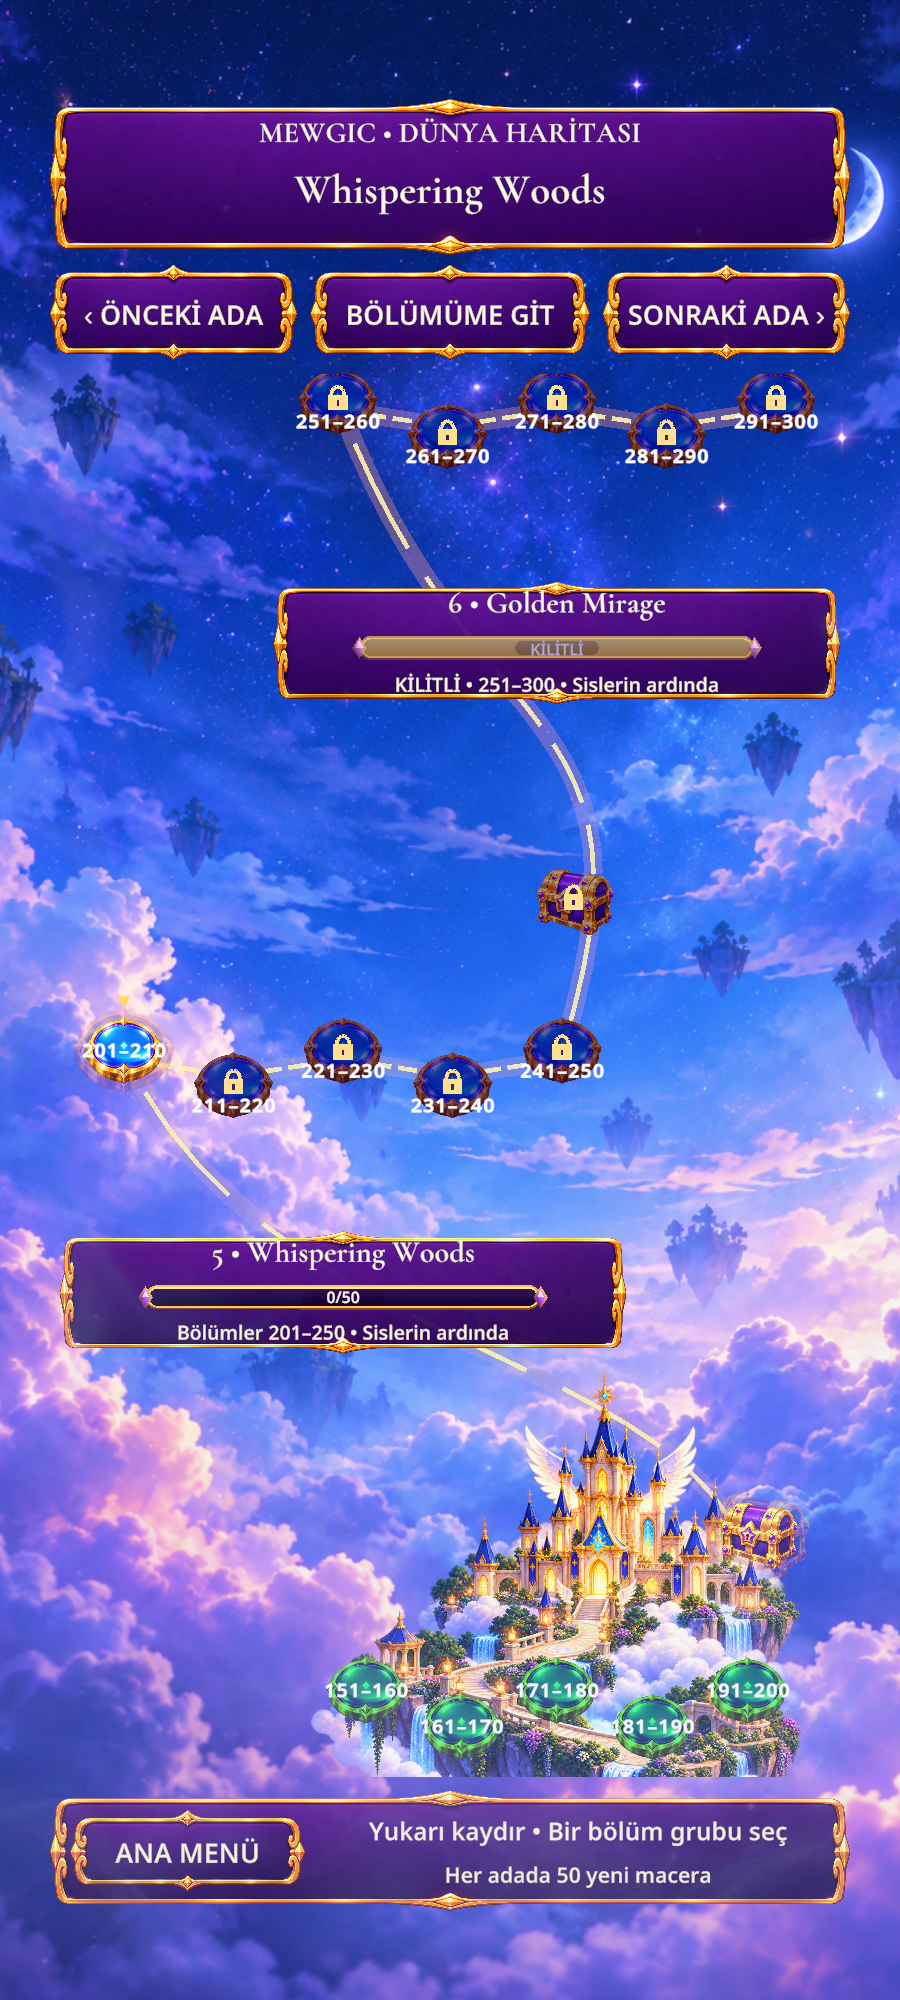 MEWGIC • DÜNYA HARİTASI
Whispering Woods
‹ ÖNCEKİ ADA
BÖLÜMÜME GİT
SONRAKİ ADA ›
251–260
271–280
291–300
261–270
281–290
6 • Golden Mirage
KİLİTLİ
KİLİTLİ • 251–300 • Sislerin ardında
201–210
221–230
241–250
211–220
231–240
5 • Whispering Woods
0/50
Bölümler 201–250 • Sislerin ardında
151–160
171–180
191–200
161–170
181–190
ANA MENÜ
Yukarı kaydır • Bir bölüm grubu seç
Her adada 50 yeni macera